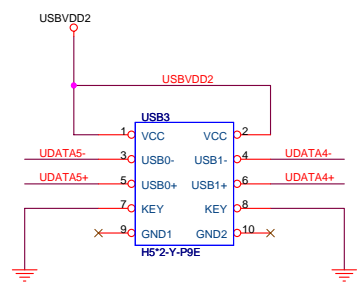 USBVDD2
USBVDD2
USB3
1 VCC VCC 2
UDATA5- 3 USB0- USB1- 4 UDATA4-
UDATA5+ 5 USB0+ USB1+ 6 UDATA4+
7 KEY KEY 8
9 GND1 GND2 10
H5*2-Y-P9E